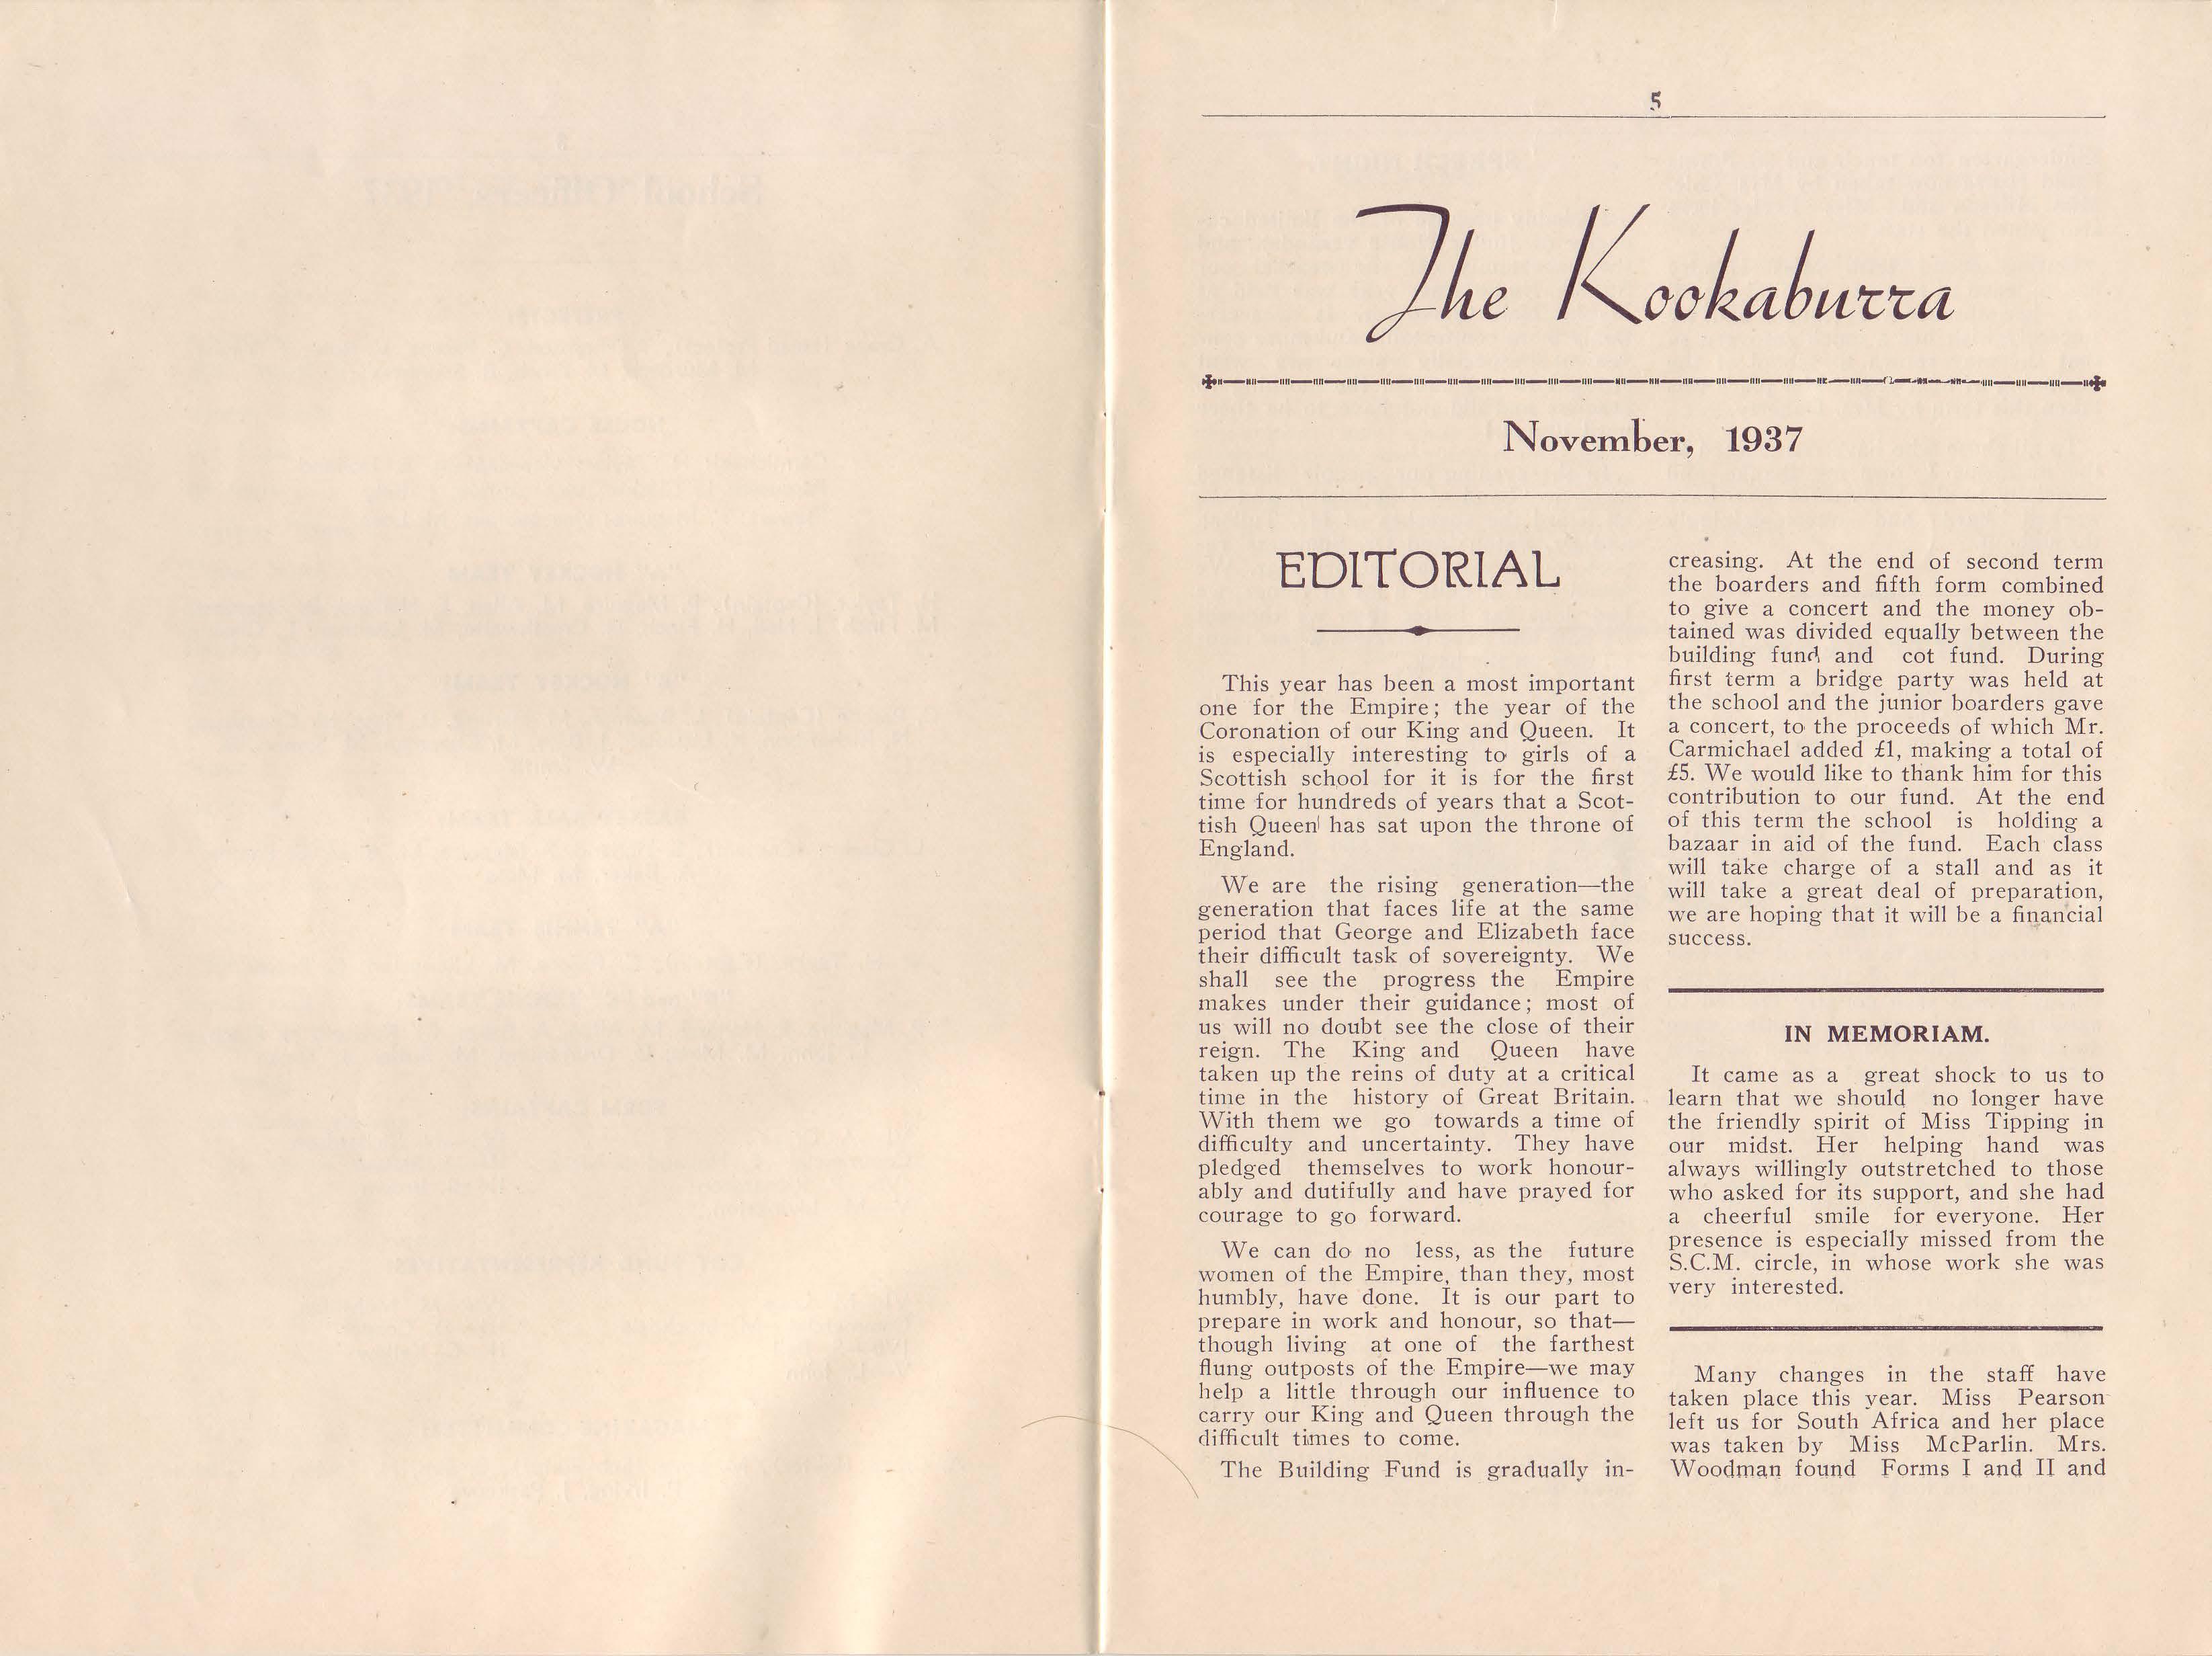 5
The Kookaburra
November, 1937
EDITORIAL
This year has been a most important
one for the Empire; the year of the
Coronation of our King and Queen. It
is especially interesting to girls of a
Scottish school for it is for the first
time for hundreds of years that a Scot-
tish Queen has sat upon the throne of
England.
We are the rising generation—the
generation that faces life at the same
period that George and Elizabeth face
their difficult task of sovereignty. We
shall see the progress the Empire
makes under their guidance; most of
us will no doubt see the close of their
reign. The King and Queen have
taken up the reins of duty at a critical
time in the history of Great Britain.
With them we go towards a time of
difficulty and uncertainty. They have
pledged themselves to work honour-
ably and dutifully and have prayed for
courage to go forward.
We can do no less, as the future
women of the Empire, than they, most
humbly, have done. It is our part to
prepare in work and honour, so that—
though living at one of the farthest
flung outposts of the Empire—we may
help a little through our influence to
carry our King and Queen through the
difficult times to come.
The Building Fund is gradually in-
creasing. At the end of second term
the boarders and fifth form combined
to give a concert and the money ob-
tained was divided equally between the
building fund and cot fund. During
first term a bridge party was held at
the school and the junior boarders gave
a concert, to the proceeds of which Mr.
Carmichael added £1, making a total of
£5. We would like to thank him for this
contribution to our fund. At the end
of this term the school is holding a
bazaar in aid of the fund. Each class
will take charge of a stall and as it
will take a great deal of preparation,
we are hoping that it will be a financial
success.
IN MEMORIAM.
It came as a great shock to us to
learn that we should no longer have
the friendly spirit of Miss Tipping in
our midst. Her helping hand was
always willingly outstretched to those
who asked for its support, and she had
a cheerful smile for everyone. Her
presence is especially missed from the
S.C.M. circle, in whose work she was
very interested.
Many changes in the staff have
taken place this year. Miss Pearson
left us for South Africa and her place
was taken by Miss McParlin. Mrs.
Woodman found Forms I and II and